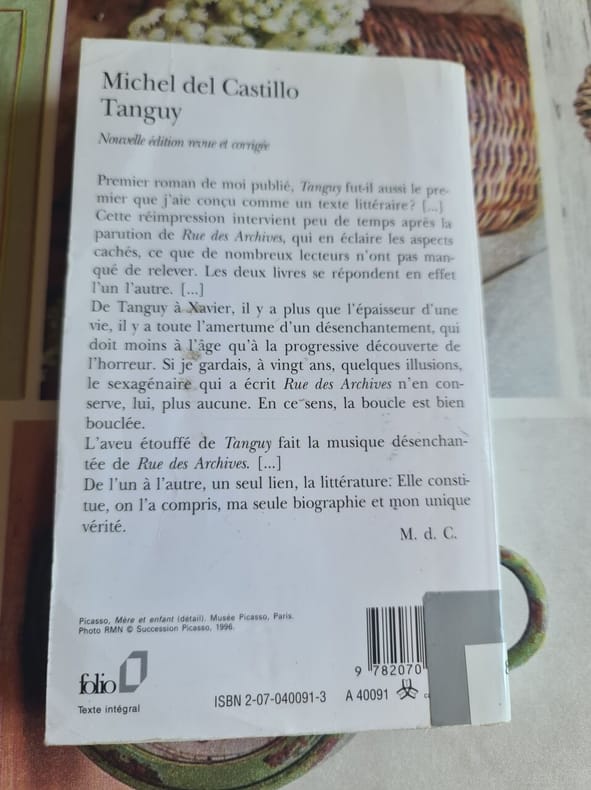 Michel del Castillo
Tanguy
Nouvelle édition revue et corrigée
Premier roman de moi publié, Tanguy fut-il aussi le pre-
mier que j'aie conçu comme un texte littéraire? [...]
Cette réimpression intervient peu de temps après la
parution de Rue des Archives, qui en éclaire les aspects
cachés, ce que de nombreux lecteurs n'ont pas man-
qué de relever. Les deux livres se répondent en effet
l'un l'autre. [...]
De Tanguy à Xavier, il y a plus que l'épaisseur d'une
vie, il y a toute l'amertume d'un désenchantement, qui
doit moins à l'âge qu'à la progressive découverte de
l'horreur. Si je gardais, à vingt ans, quelques illusions,
le sexagénaire qui a écrit Rue des Archives n'en con-
serve, lui, plus aucune. En ce sens, la boucle est bien
bouclée.
L'aveu étouffé de Tanguy fait la musique désenchan-
tée de Rue des Archives. [...]
De l'un à l'autre, un seul lien, la littérature. Elle consti-
tue, on l'a compris, ma seule biographie et mon unique
vérité.
M. d. C.
Picasso, Mère et enfant (détail). Musée Picasso, Paris.
Photo RMN © Succession Picasso, 1996.
9 782070
folio
Texte intégral
ISBN 2-07-040091-3 A 40091